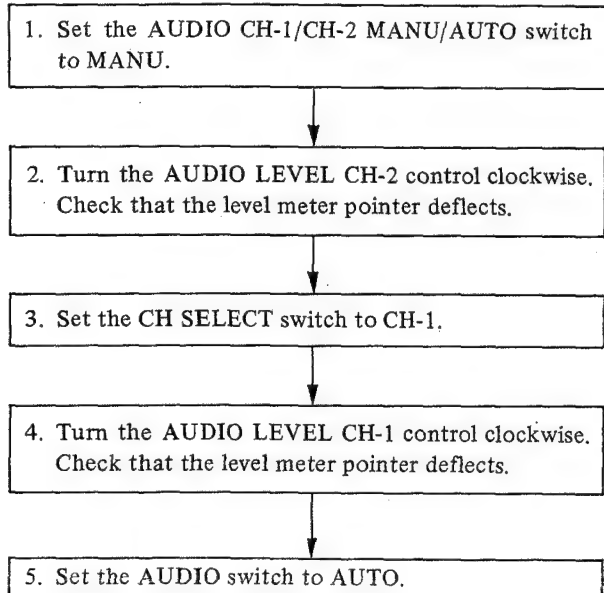 1. Set the AUDIO CH-1/CH-2 MANU/AUTO switch
to MANU.
2. Turn the AUDIO LEVEL CH-2 control clockwise.
Check that the level meter pointer deflects.
3. Set the CH SELECT switch to CH-1.
4. Turn the AUDIO LEVEL CH-1 control clockwise.
Check that the level meter pointer deflects.
5. Set the AUDIO switch to AUTO.